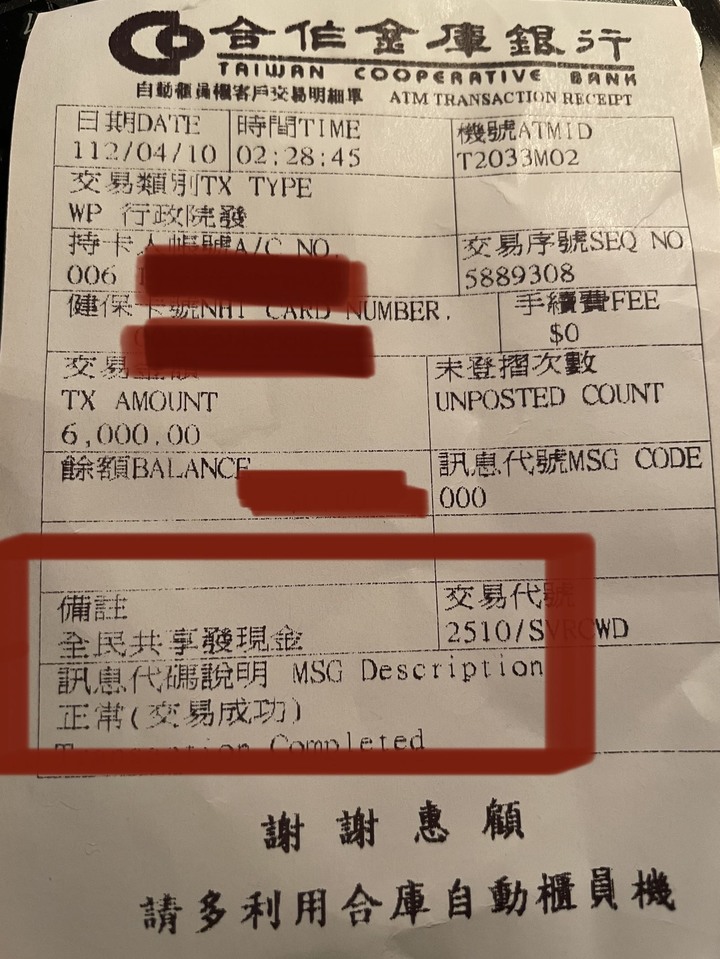 合作金庫銀行
TAIWAN COOPERATIVE BANK
自動櫃員機客戶交易明細單 ATM TRANSACTION RECEIPT
日期DATE 時間TIME 機號ATMID
112/04/10 02:28:45 T2033M02
交易類別TX TYPE
WP 行政院發
持卡人帳號A/C NO. 交易序號SEQ NO
006 5889308
健保卡號NHI CARD NUMBER. 手續費FEE
$0
交易金額 未登摺次數
TX AMOUNT UNPOSTED COUNT
6,000.00
餘額BALANCE 訊息代號MSG CODE
000
備註 交易代號
全民共享發現金 2510/SVRCWD
訊息代碼說明 MSG Description
正常(交易成功)
Transaction Completed
謝謝惠顧
請多利用合庫自動櫃員機